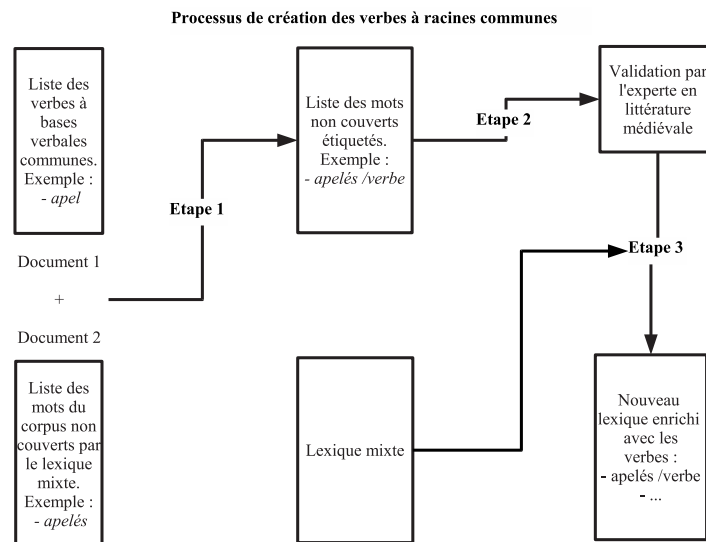 Processus de création des verbes à racines communes
Liste des
verbes à
bases
verbales
communes.
Exemple :
- apel
Document 1
+
Document 2
Liste des
mots du
corpus non
couverts par
le lexique
mixte.
Exemple :
- apelés
Etape 1
Liste des mots
non couverts
étiquetés.
Exemple :
- apelés /verbe
Lexique mixte
Etape 2
Validation par
l'experte en
littérature
médiévale
Etape 3
Nouveau
lexique enrichi
avec les
verbes :
- apelés /verbe
- ...